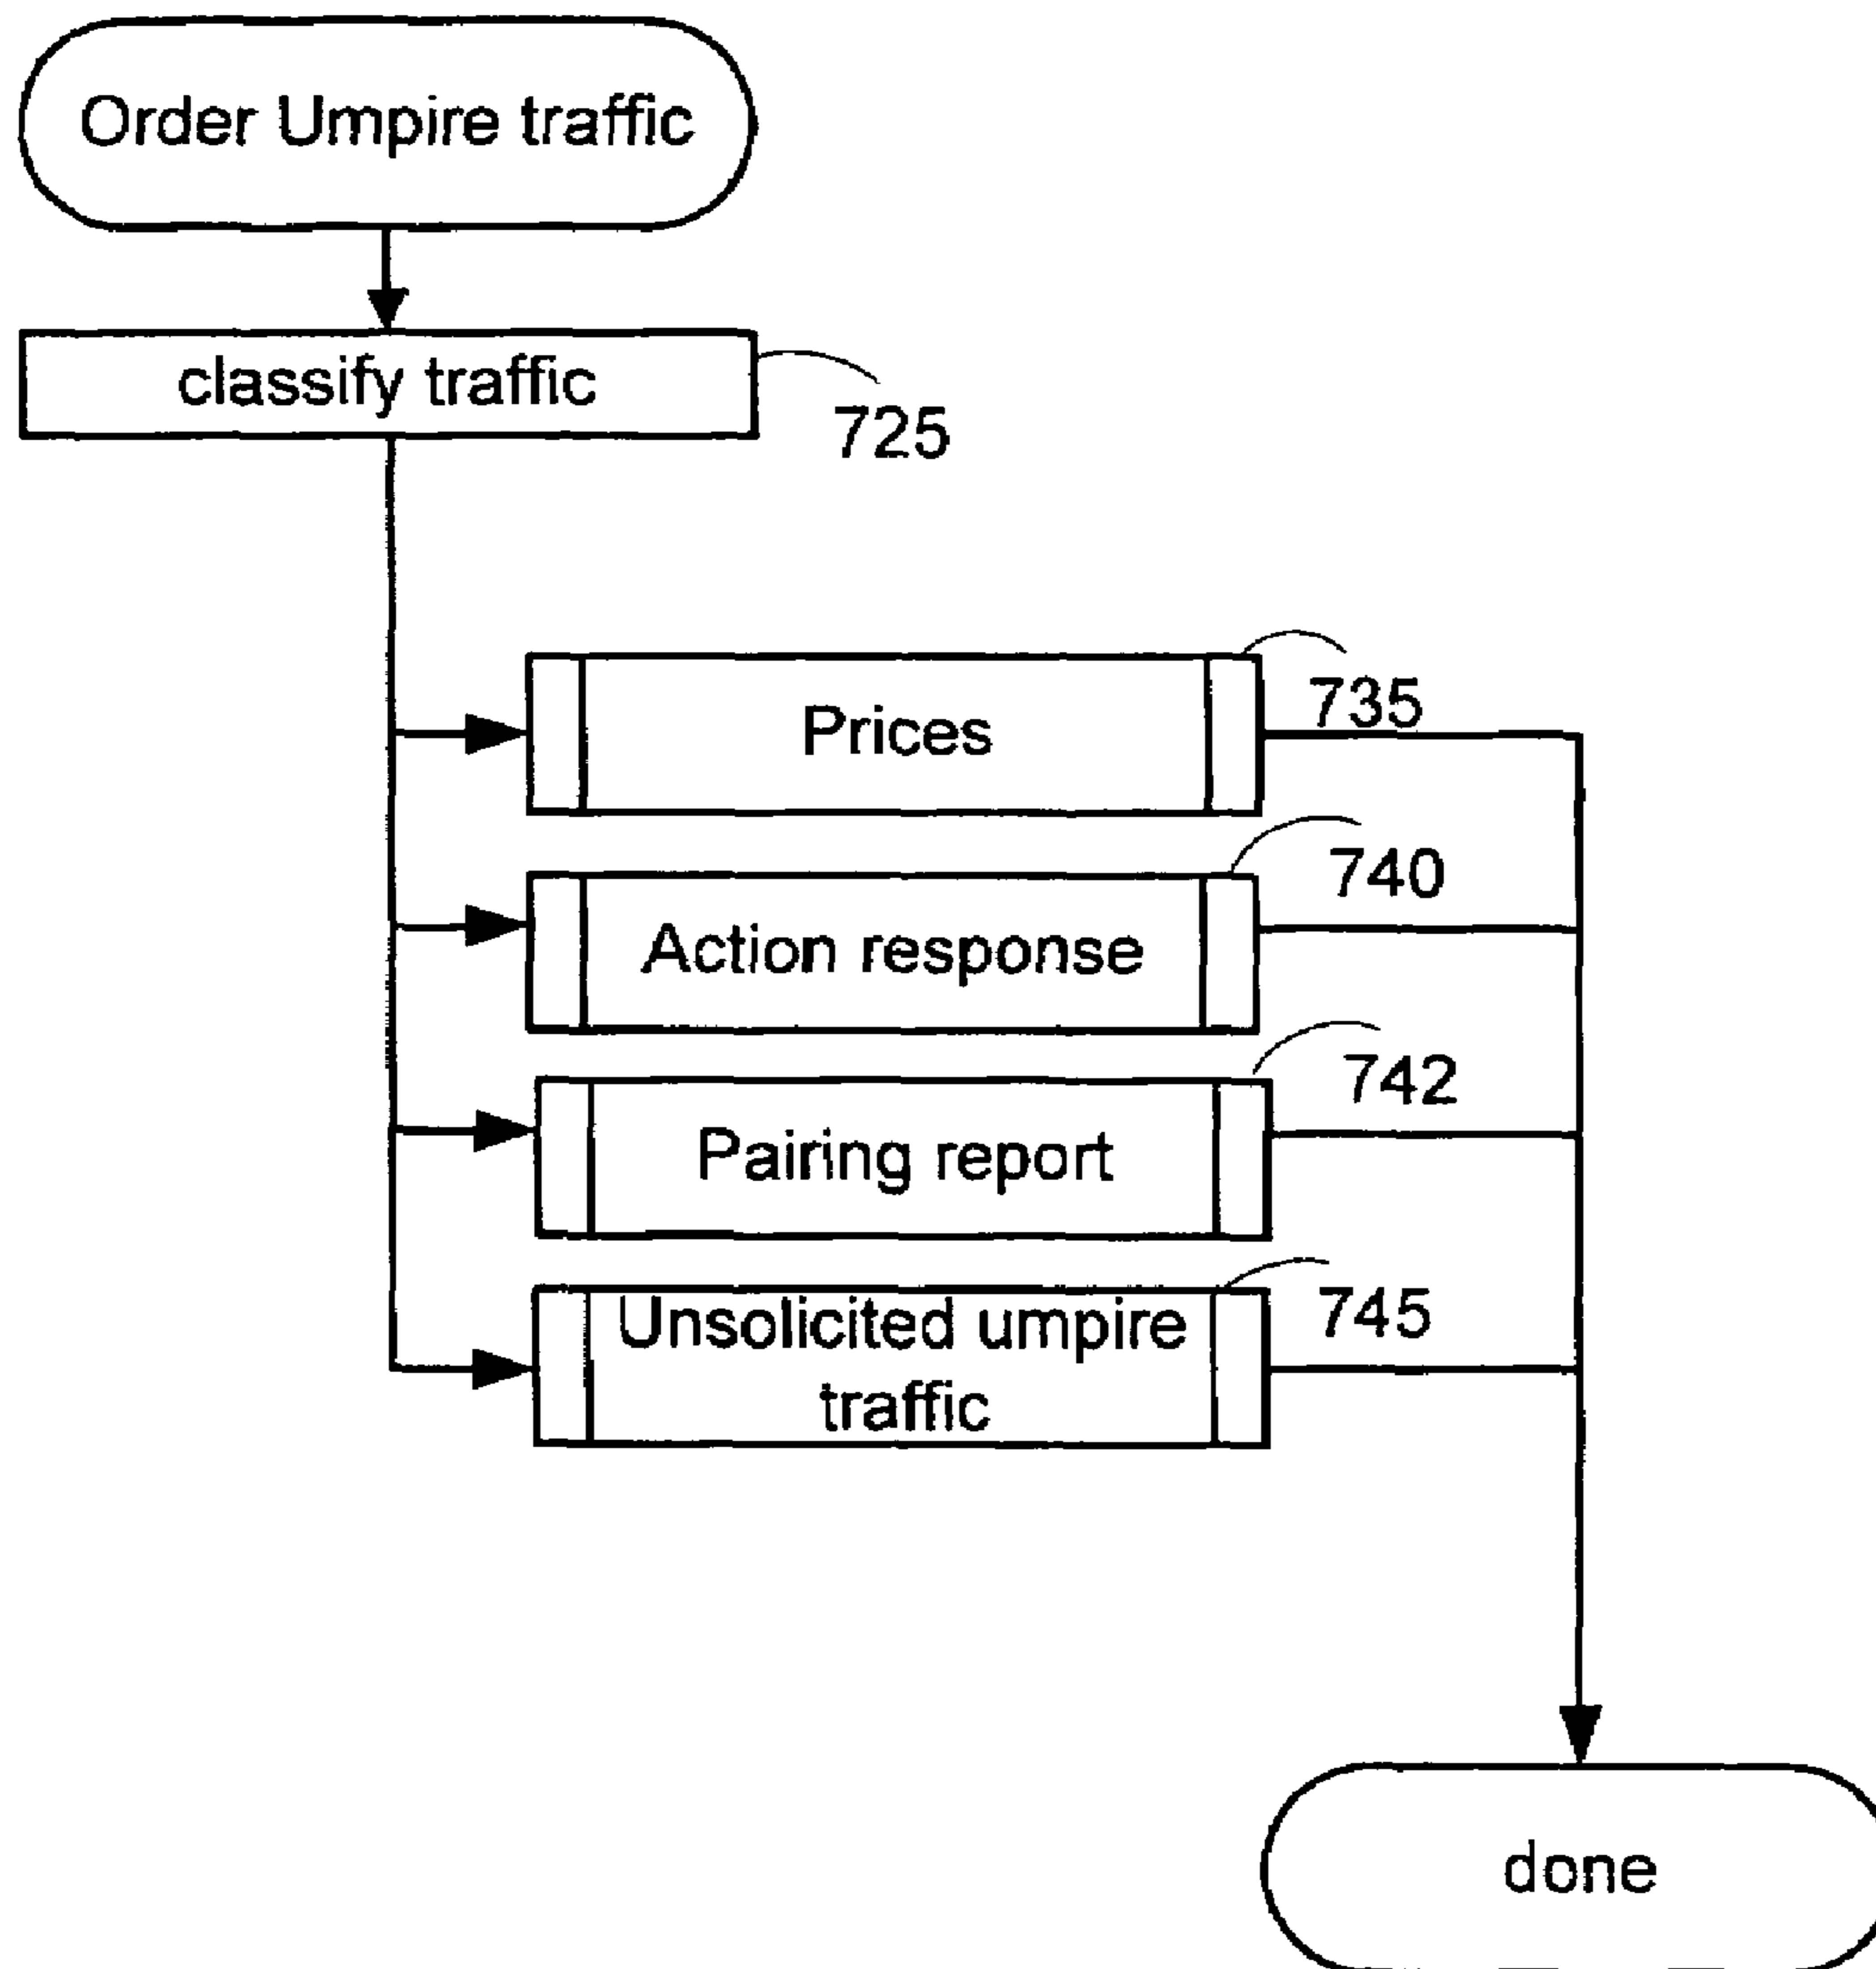 Order Umpire traffic
classify traffic
725
Prices
735
Action response
740
Pairing report
742
Unsolicited umpire
traffic
745
done